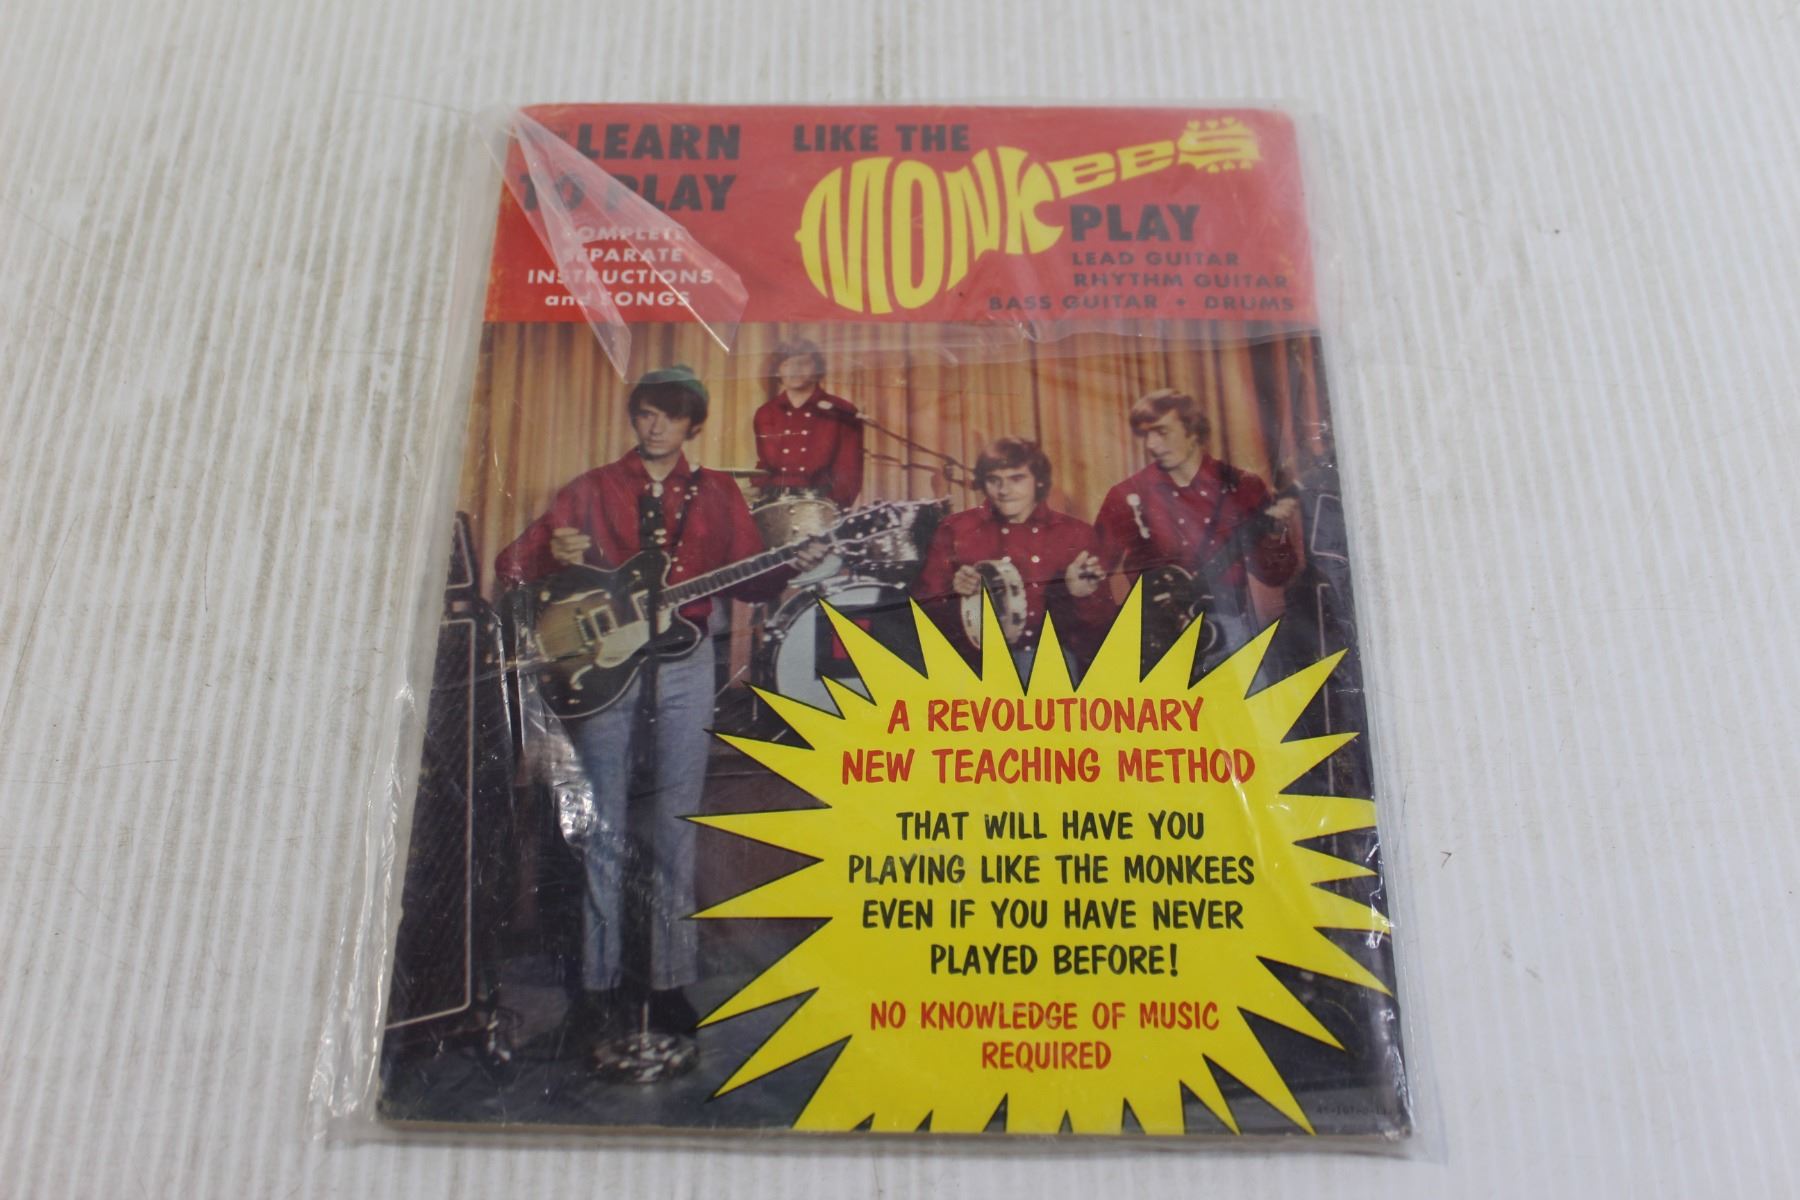 LEARN
TO PLAY
COMPLETE
SEPARATE
INSTRUCTIONS
and SONGS
LIKE THE
MONKees
PLAY
LEAD GUITAR
RHYTHM GUITAR
BASS GUITAR + DRUMS
A REVOLUTIONARY
NEW TEACHING METHOD
THAT WILL HAVE YOU
PLAYING LIKE THE MONKEES
EVEN IF YOU HAVE NEVER
PLAYED BEFORE!
NO KNOWLEDGE OF MUSIC
REQUIRED